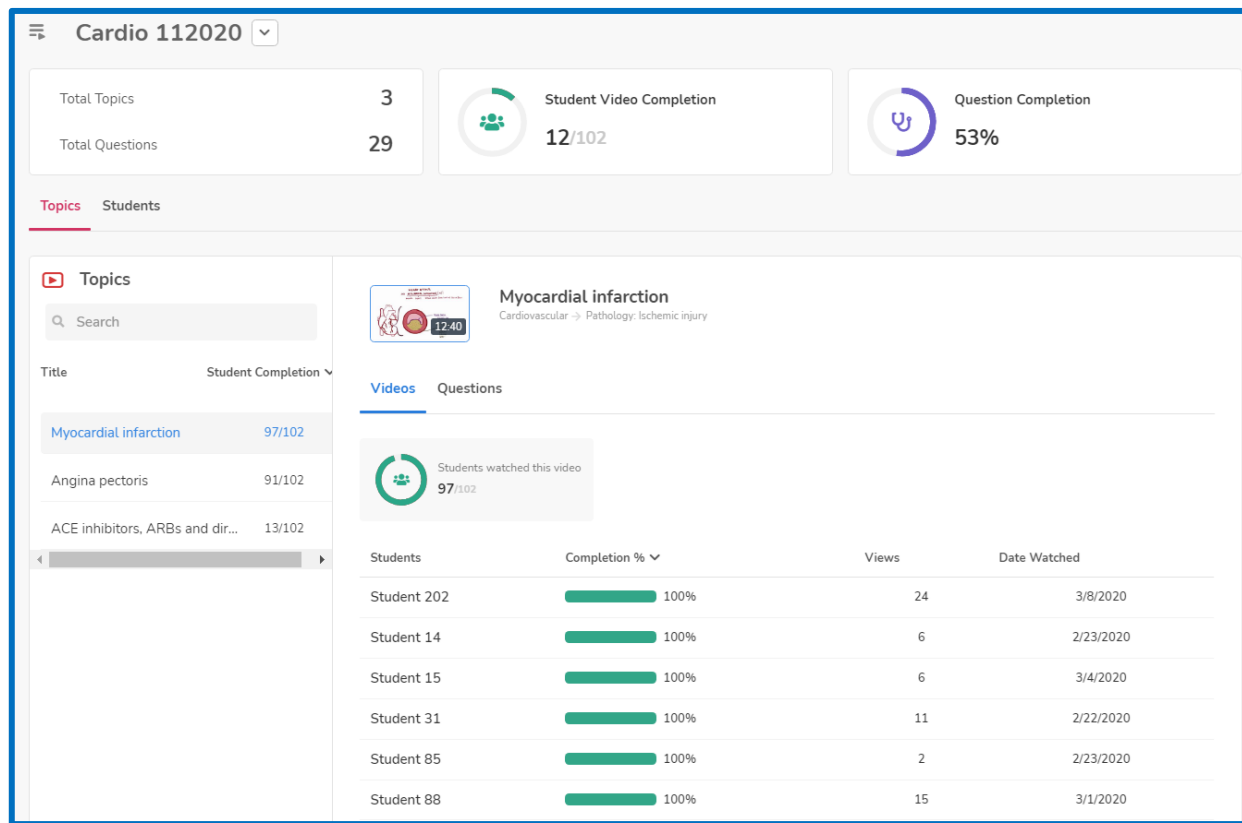 Cardio 112020
Total Topics 3
Total Questions 29
Student Video Completion
12/102
Question Completion
53%
Topics Students
Topics
Search
Title Student Completion
Myocardial infarction 97/102
Angina pectoris 91/102
ACE inhibitors, ARBs and dir... 13/102
12:40
Myocardial infarction
Cardiovascular → Pathology: Ischemic injury
Videos Questions
Students watched this video
97/102
Students Completion % Views Date Watched
Student 202 100% 24 3/8/2020
Student 14 100% 6 2/23/2020
Student 15 100% 6 3/4/2020
Student 31 100% 11 2/22/2020
Student 85 100% 2 2/23/2020
Student 88 100% 15 3/1/2020